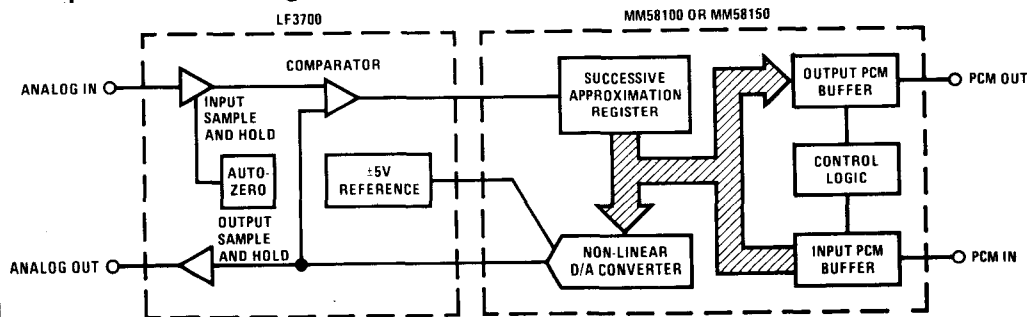 LF3700
MM58100 OR MM58150
ANALOG IN
INPUT
SAMPLE
AND HOLD
COMPARATOR
AUTO-
ZERO
±5V
REFERENCE
OUTPUT
SAMPLE
AND HOLD
ANALOG OUT
SUCCESSIVE
APPROXIMATION
REGISTER
NON-LINEAR
D/A CONVERTER
OUTPUT PCM
BUFFER
PCM OUT
CONTROL
LOGIC
INPUT PCM
BUFFER
PCM IN